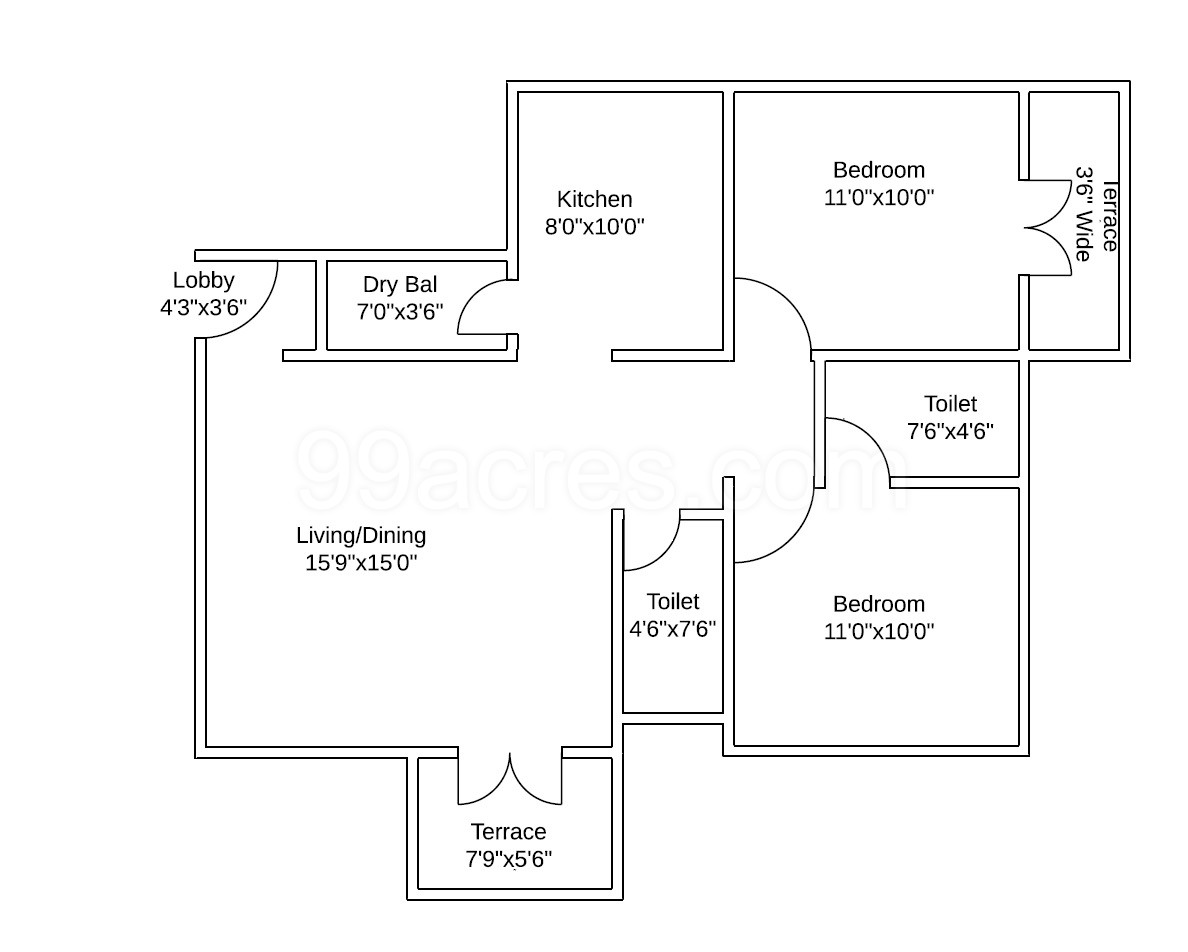 Kitchen
8'0"x10'0"
Bedroom
11'0"x10'0"
Terrace
3'6" Wide
Lobby
4'3"x3'6"
Dry Bal
7'0"x3'6"
Toilet
7'6"x4'6"
99acres.com
Living/Dining
15'9"x15'0"
Toilet
4'6"x7'6"
Bedroom
11'0"x10'0"
Terrace
7'9"x5'6"